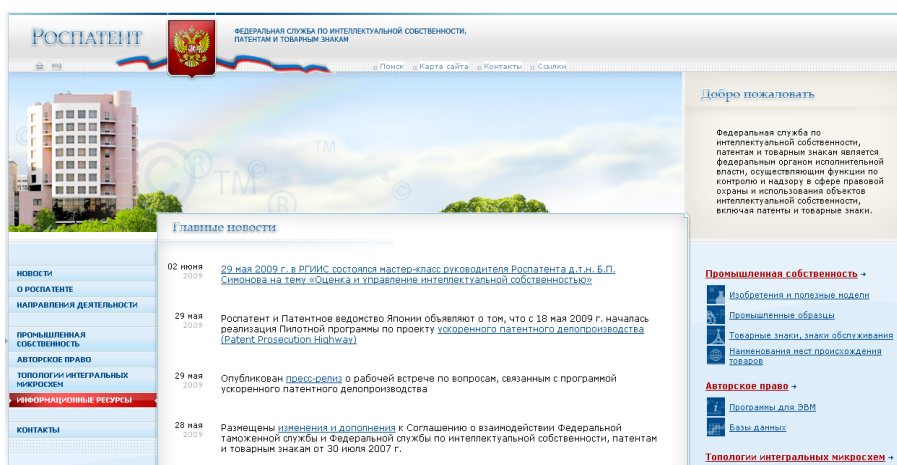 РОСПАТЕНТ
ФЕДЕРАЛЬНАЯ СЛУЖБА ПО ИНТЕЛЛЕКТУАЛЬНОЙ СОБСТВЕННОСТИ,
ПАТЕНТАМ И ТОВАРНЫМ ЗНАКАМ
eng
Поиск Карта сайта Контакты Ссылки
Добро пожаловать
Федеральная служба по
интеллектуальной собственности,
патентам и товарным знакам является
федеральным органом исполнительной
власти, осуществляющим функции по
контролю и надзору в сфере правовой
охраны и использования объектов
интеллектуальной собственности,
включая патенты и товарные знаки.
© ® TM
© ® TM ® ©
Главные новости
НОВОСТИ
О РОСПАТЕНТЕ
НАПРАВЛЕНИЯ ДЕЯТЕЛЬНОСТИ
ПРОМЫШЛЕННАЯ
СОБСТВЕННОСТЬ
АВТОРСКОЕ ПРАВО
ТОПОЛОГИИ ИНТЕГРАЛЬНЫХ
МИКРОСХЕМ
ИНФОРМАЦИОННЫЕ РЕСУРСЫ
КОНТАКТЫ
02 июня
2009
29 мая 2009 г. в РГИИС состоялся мастер-класс руководителя Роспатента д.т.н. Б.П.
Симонова на тему «Оценка и управление интеллектуальной собственностью»
29 мая
2009
Роспатент и Патентное ведомство Японии объявляют о том, что с 18 мая 2009 г. началась
реализация Пилотной программы по проекту ускоренного патентного делопроизводства
(Patent Prosecution Highway)
29 мая
2009
Опубликован пресс-релиз о рабочей встрече по вопросам, связанным с программой
ускоренного патентного делопроизводства
28 мая
2009
Размещены изменения и дополнения к Соглашению о взаимодействии Федеральной
таможенной службы и Федеральной службы по интеллектуальной собственности, патентам
и товарным знакам от 30 июля 2007 г.
Промышленная собственность
Изобретения и полезные модели
Промышленные образцы
Товарные знаки, знаки обслуживания
Наименования мест происхождения
товаров
Авторское право
Программы для ЭВМ
Базы данных
Топологии интегральных микросхем